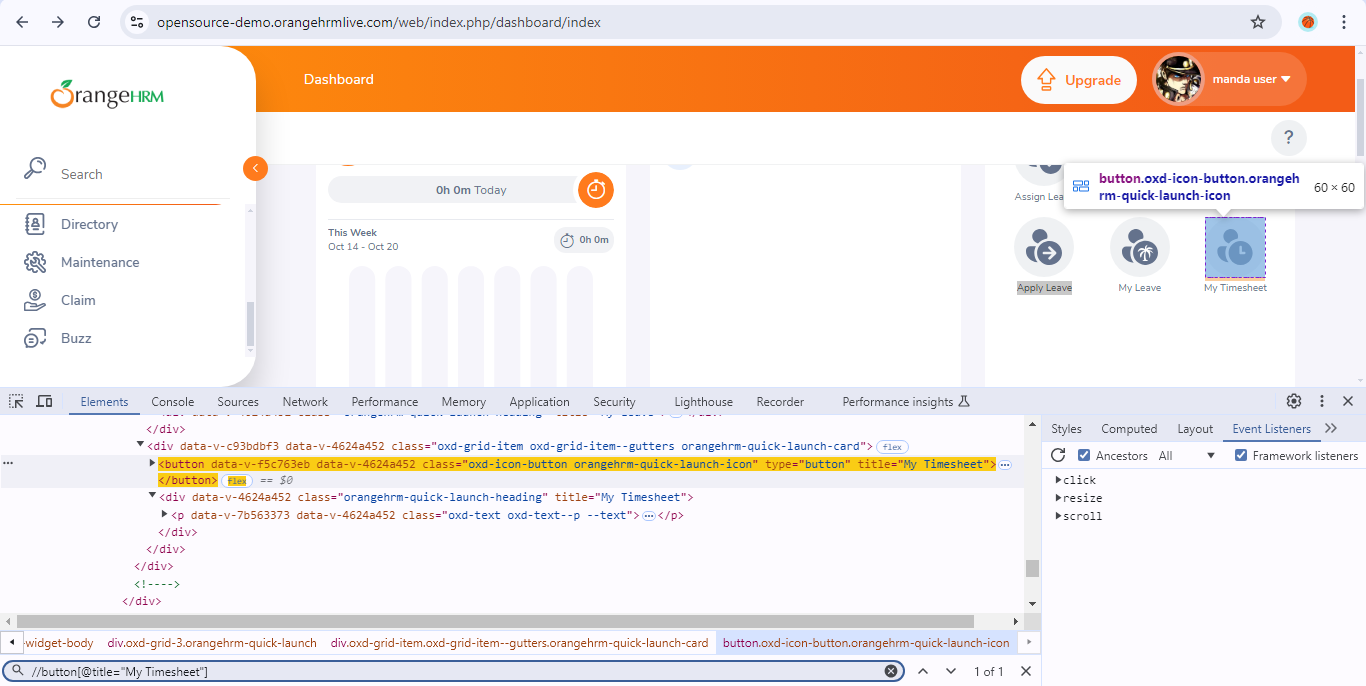 opensource-demo.orangehrmlive.com/web/index.php/dashboard/index
OrangeHRM
Dashboard
Upgrade
manda user
?
Search
Directory
Maintenance
Claim
Buzz
0h 0m Today
This Week
Oct 14 - Oct 20
0h 0m
Assign Lea
button.oxd-icon-button.orangeh
rm-quick-launch-icon
60 × 60
Apply Leave
My Leave
My Timesheet
Elements
Console
Sources
Network
Performance
Memory
Application
Security
Lighthouse
Recorder
Performance insights
</div>
<div data-v-c93bdbf3 data-v-4624a452 class="oxd-grid-item oxd-grid-item--gutters orangehrm-quick-launch-card"> flex
<button data-v-f5c763eb data-v-4624a452 class="oxd-icon-button orangehrm-quick-launch-icon" type="button" title="My Timesheet"> …
</button> flex == $0
<div data-v-4624a452 class="orangehrm-quick-launch-heading" title="My Timesheet">
<p data-v-7b563373 data-v-4624a452 class="oxd-text oxd-text--p --text"> … </p>
</div>
</div>
</div>
<!---->
</div>
-widget-body
div.oxd-grid-3.orangehrm-quick-launch
div.oxd-grid-item.oxd-grid-item--gutters.orangehrm-quick-launch-card
button.oxd-icon-button.orangehrm-quick-launch-icon
//button[@title="My Timesheet"]
1 of 1
Styles
Computed
Layout
Event Listeners
Ancestors
All
Framework listeners
click
resize
scroll